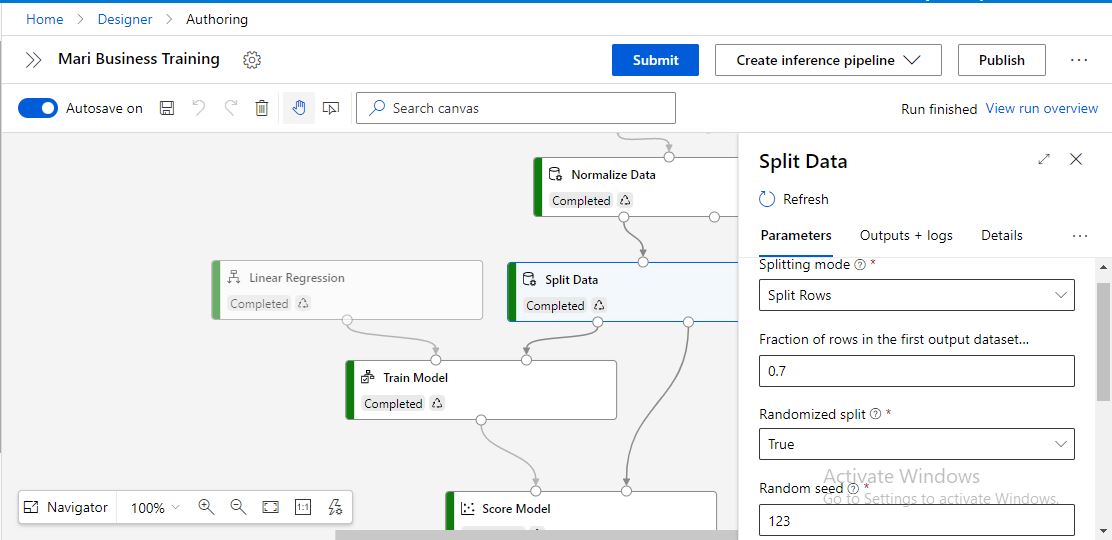 Home > Designer > Authoring
Mari Business Training
Submit
Create inference pipeline
Publish
Autosave on
Search canvas
Run finished View run overview
Normalize Data
Completed
Linear Regression
Completed
Split Data
Completed
Train Model
Completed
Score Model
Navigator
100%
1:1
Split Data
Refresh
Parameters Outputs + logs Details
Splitting mode *
Split Rows
Fraction of rows in the first output dataset...
0.7
Randomized split *
True
Activate Windows
Random seed *
Go to Settings to activate Windows.
123